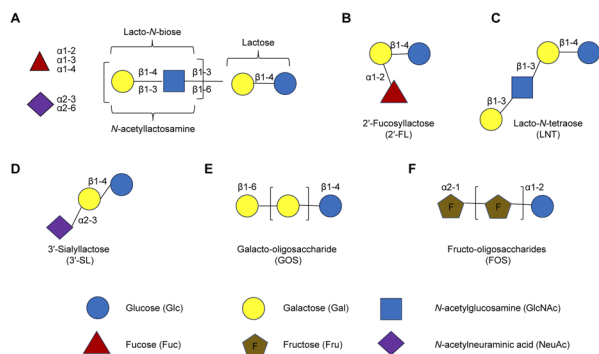 A
α1-2
α1-3
α1-4
α2-3
α2-6
Lacto-N-biose
Lactose
β1-4
β1-3
β1-3
β1-6
β1-4
N-acetyllactosamine
B
β1-4
α1-2
2′-Fucosyllactose
(2′-FL)
C
β1-4
β1-3
β1-3
Lacto-N-tetraose
(LNT)
D
β1-4
α2-3
3′-Sialyllactose
(3′-SL)
E
β1-6
β1-4
Galacto-oligosaccharide
(GOS)
F
α2-1
α1-2
F
F
Fructo-oligosaccharides
(FOS)
Glucose (Glc)
Galactose (Gal)
N-acetylglucosamine (GlcNAc)
Fucose (Fuc)
F
Fructose (Fru)
N-acetylneuraminic acid (NeuAc)